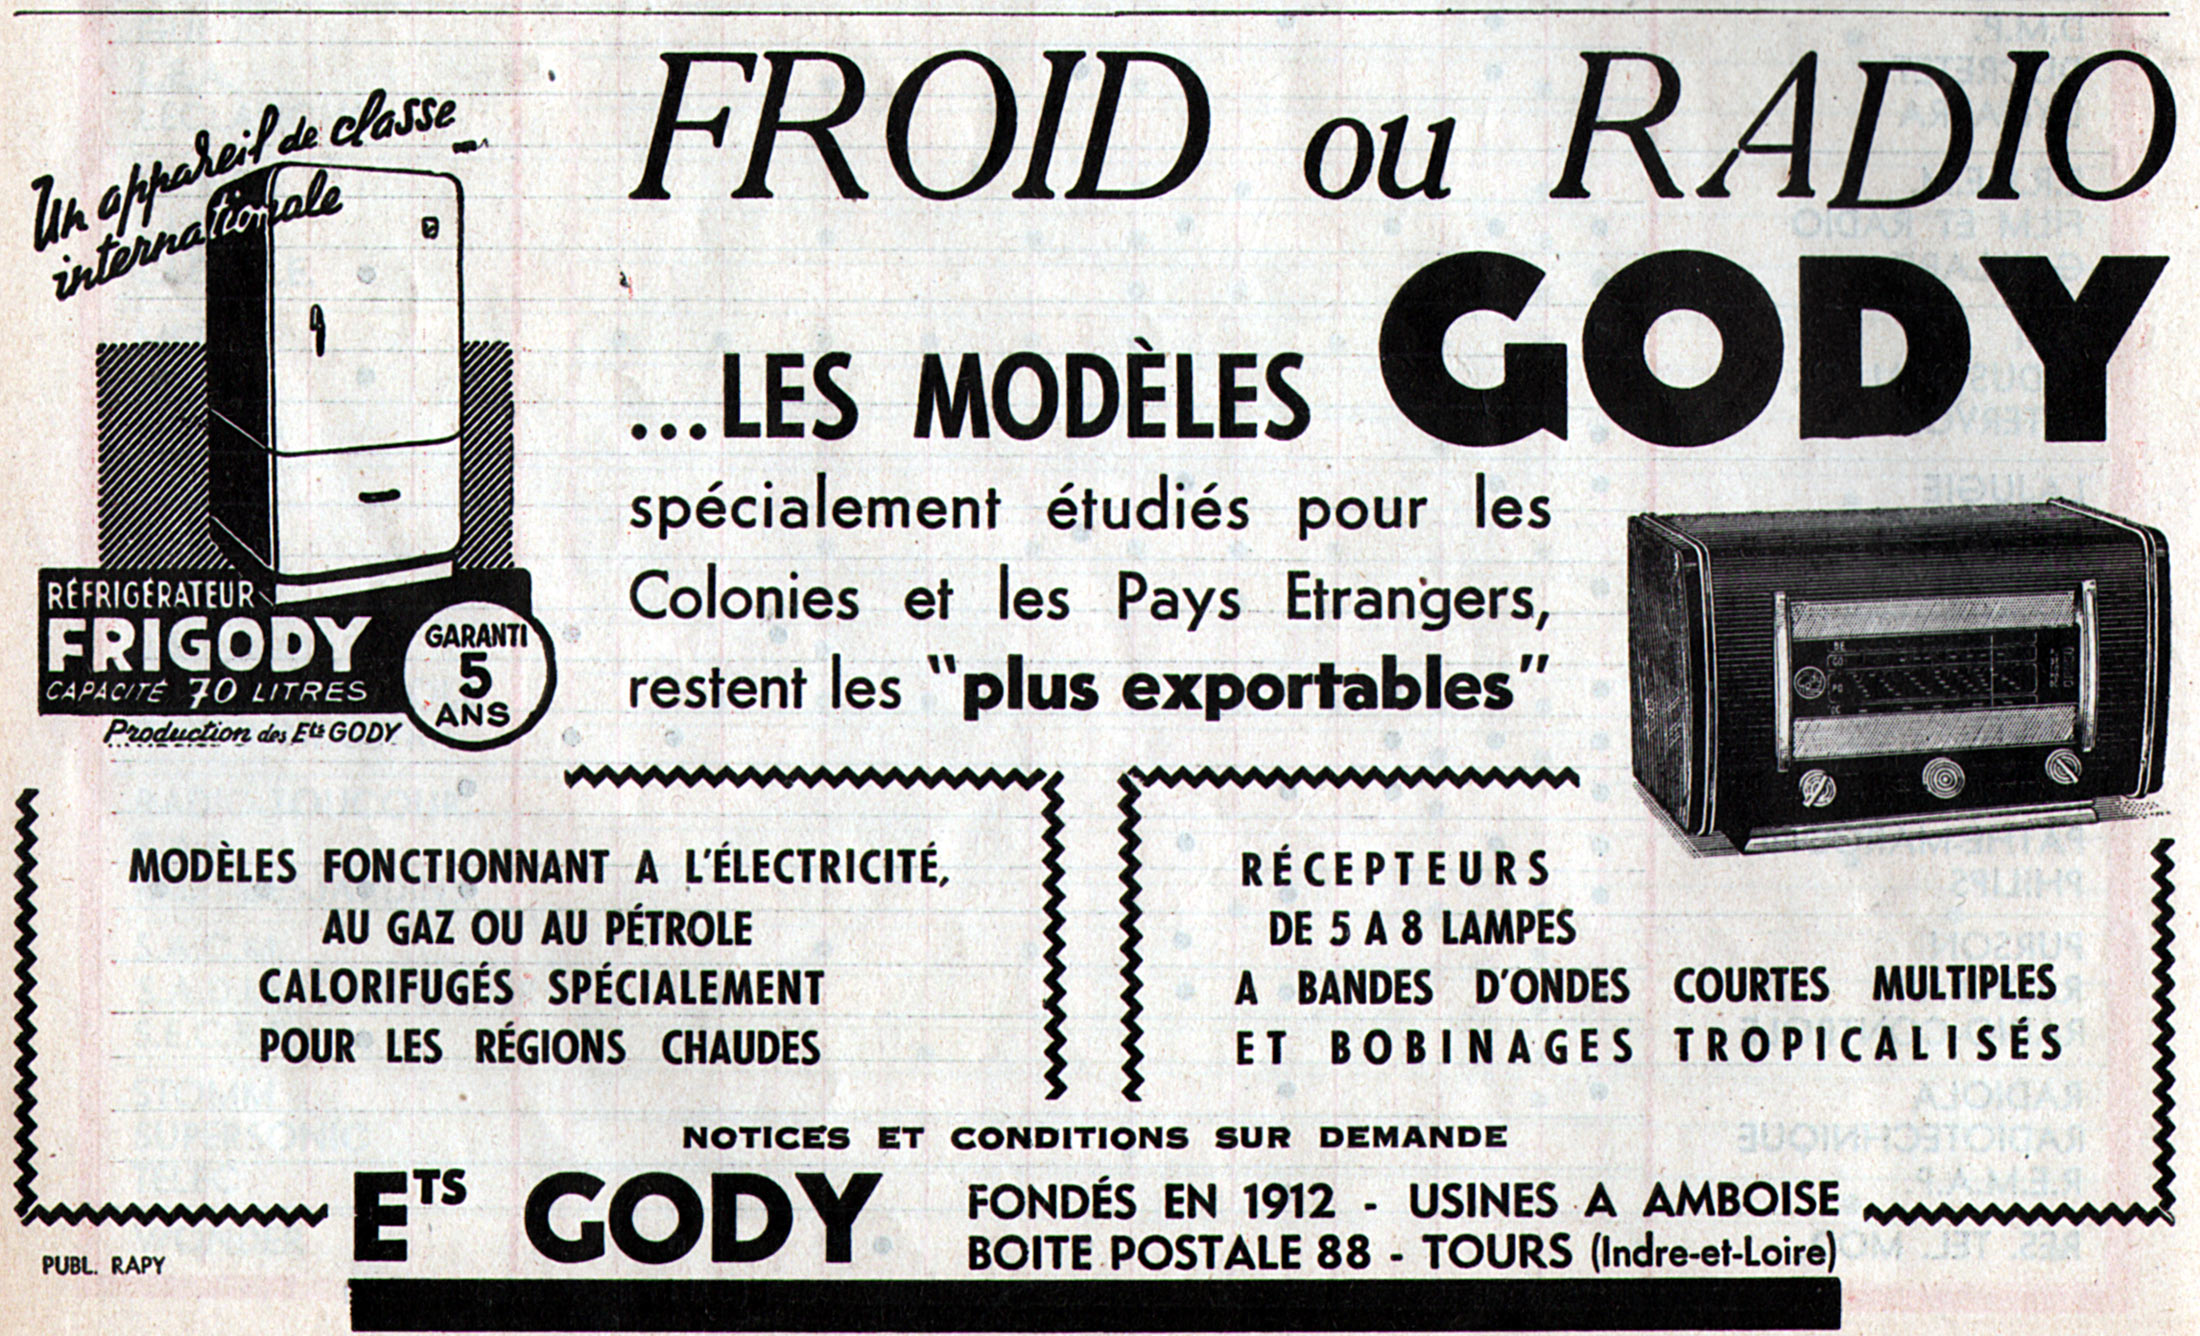 FROID ou RADIO
Un appareil de classe
internationale
...LES MODÈLES GODY
spécialement étudiés pour les
Colonies et les Pays Etrangers,
restent les "plus exportables"
RÉFRIGÉRATEUR
FRIGODY
CAPACITÉ 70 LITRES
GARANTI
5
ANS
Production des Ets GODY
MODÈLES FONCTIONNANT A L'ÉLECTRICITÉ,
AU GAZ OU AU PÉTROLE
CALORIFUGÉS SPÉCIALEMENT
POUR LES RÉGIONS CHAUDES
RÉCEPTEURS
DE 5 A 8 LAMPES
A BANDES D'ONDES COURTES MULTIPLES
ET BOBINAGES TROPICALISÉS
NOTICES ET CONDITIONS SUR DEMANDE
ETS GODY
FONDÉS EN 1912 - USINES A AMBOISE
BOITE POSTALE 88 - TOURS (Indre-et-Loire)
PUBL. RAPY